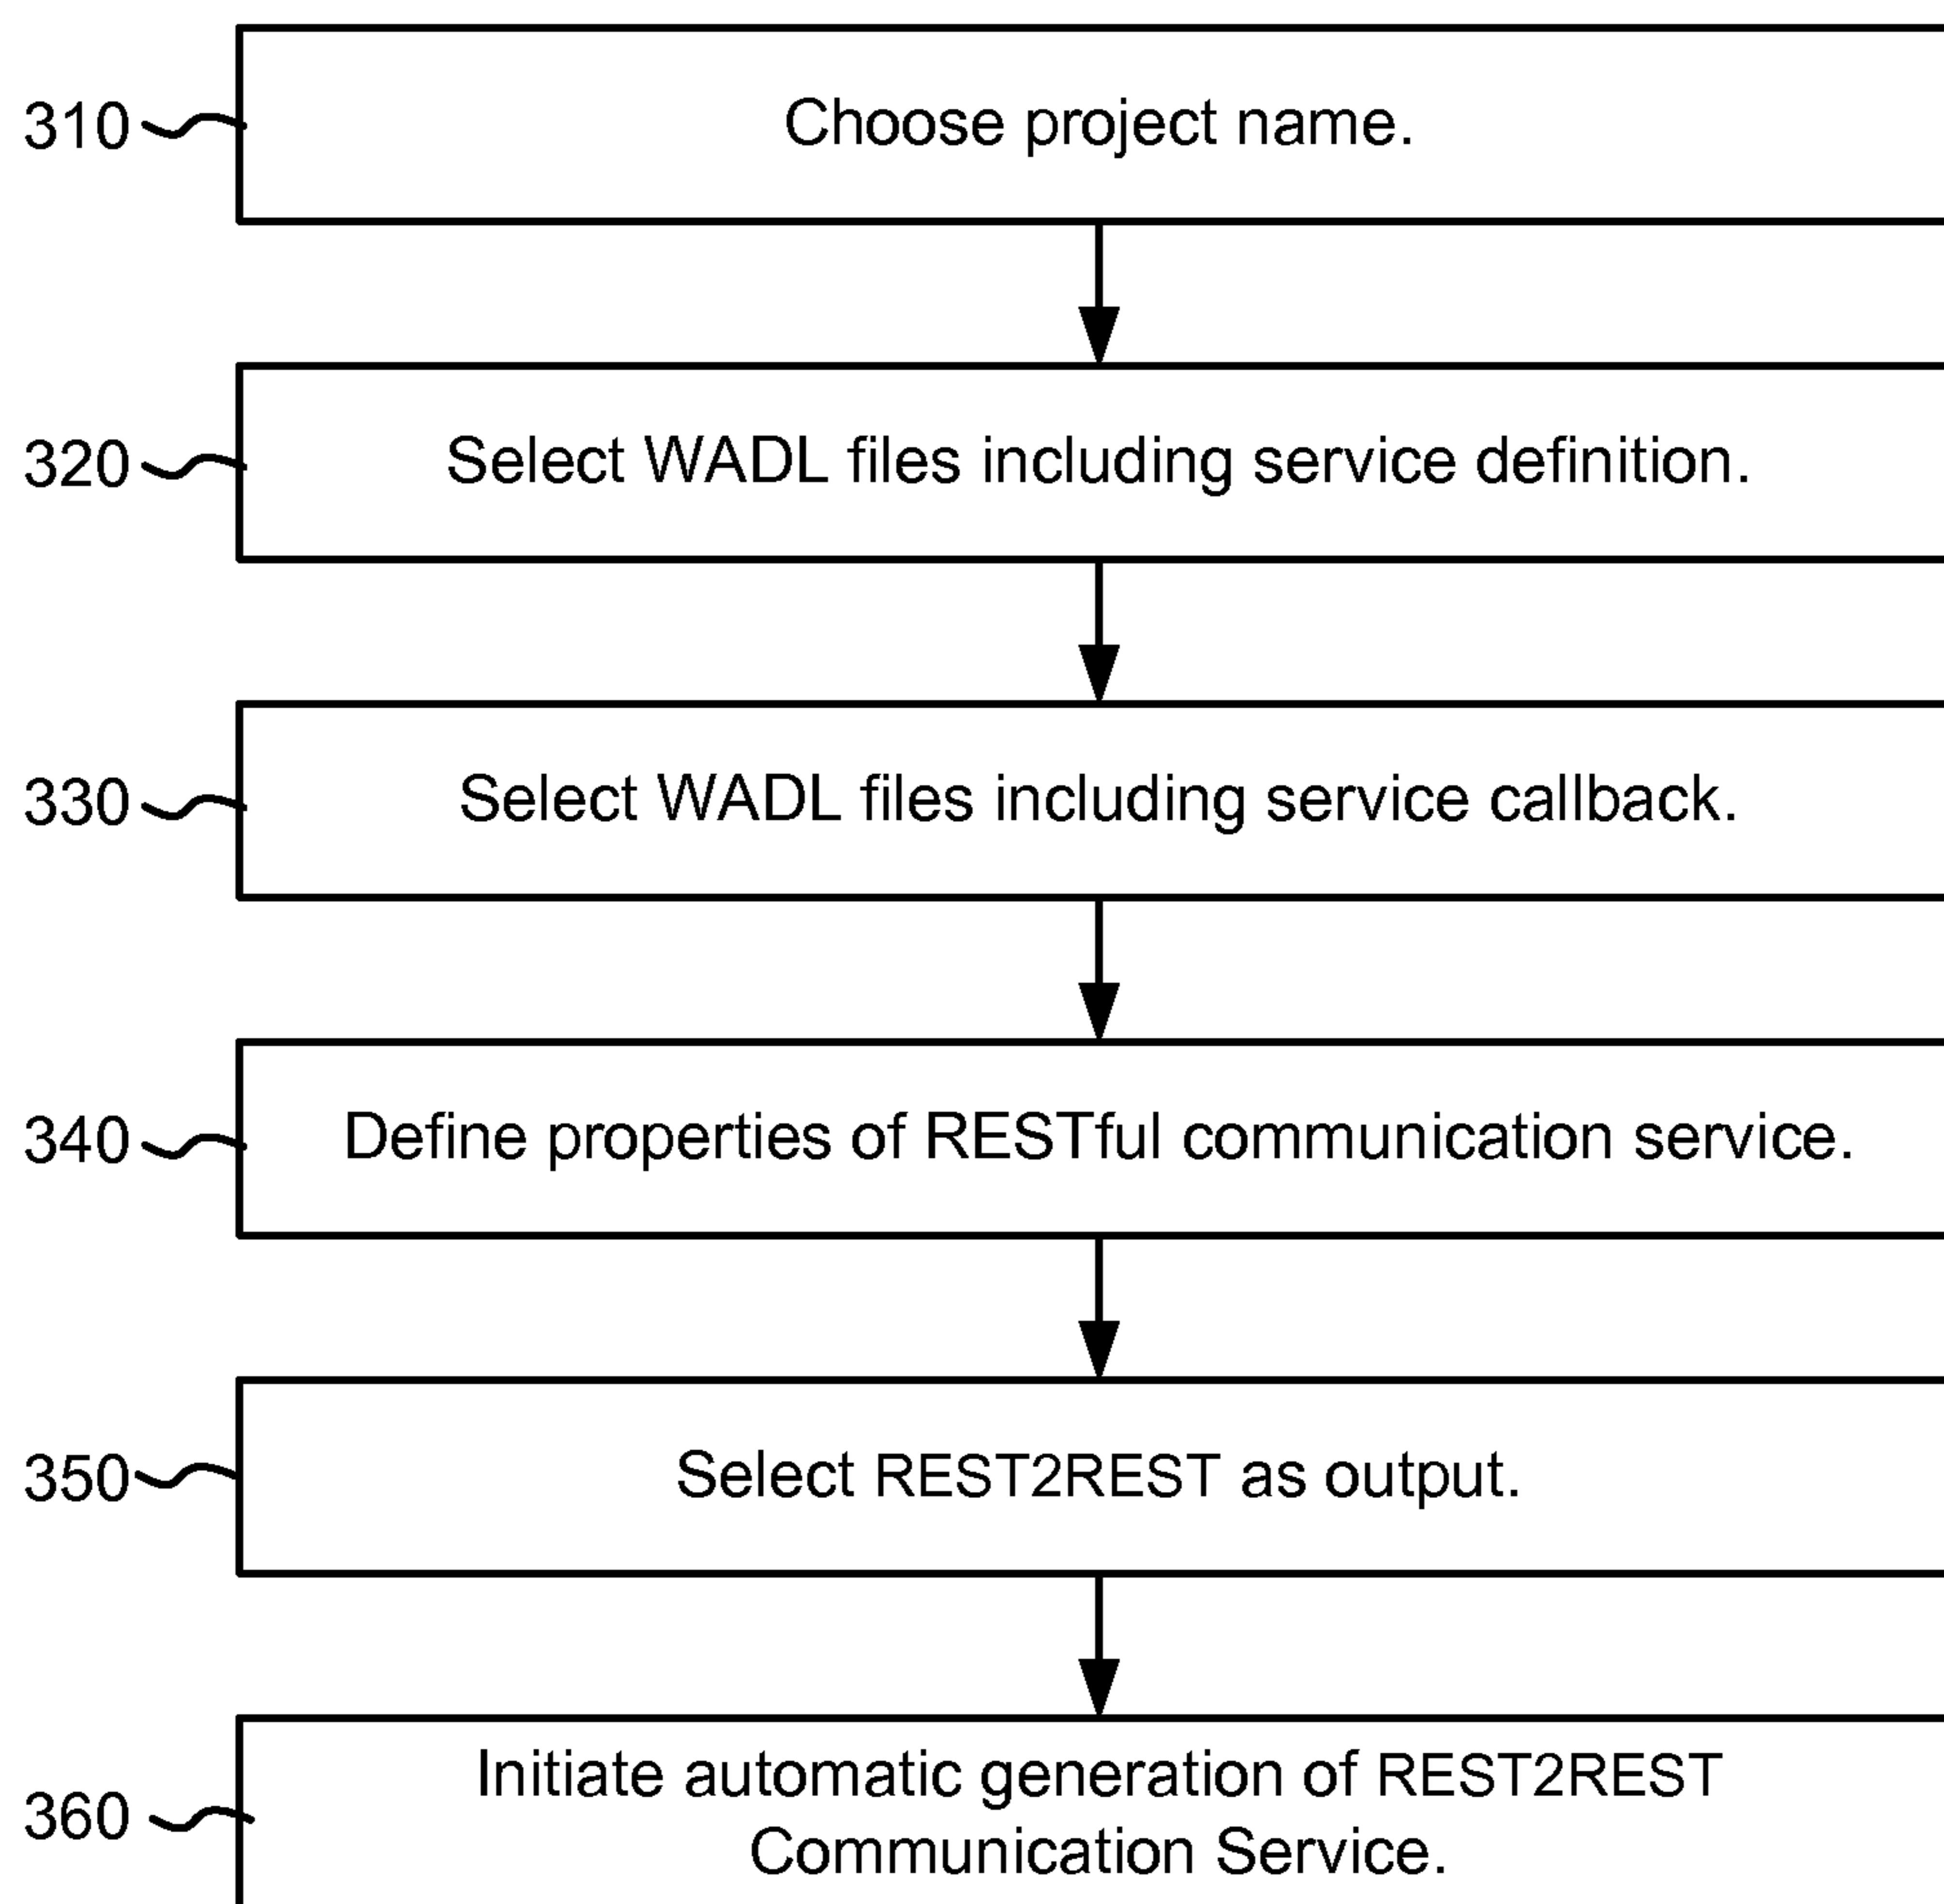 310
Choose project name.
320
Select WADL files including service definition.
330
Select WADL files including service callback.
340
Define properties of RESTful communication service.
350
Select REST2REST as output.
360
Initiate automatic generation of REST2REST
Communication Service.